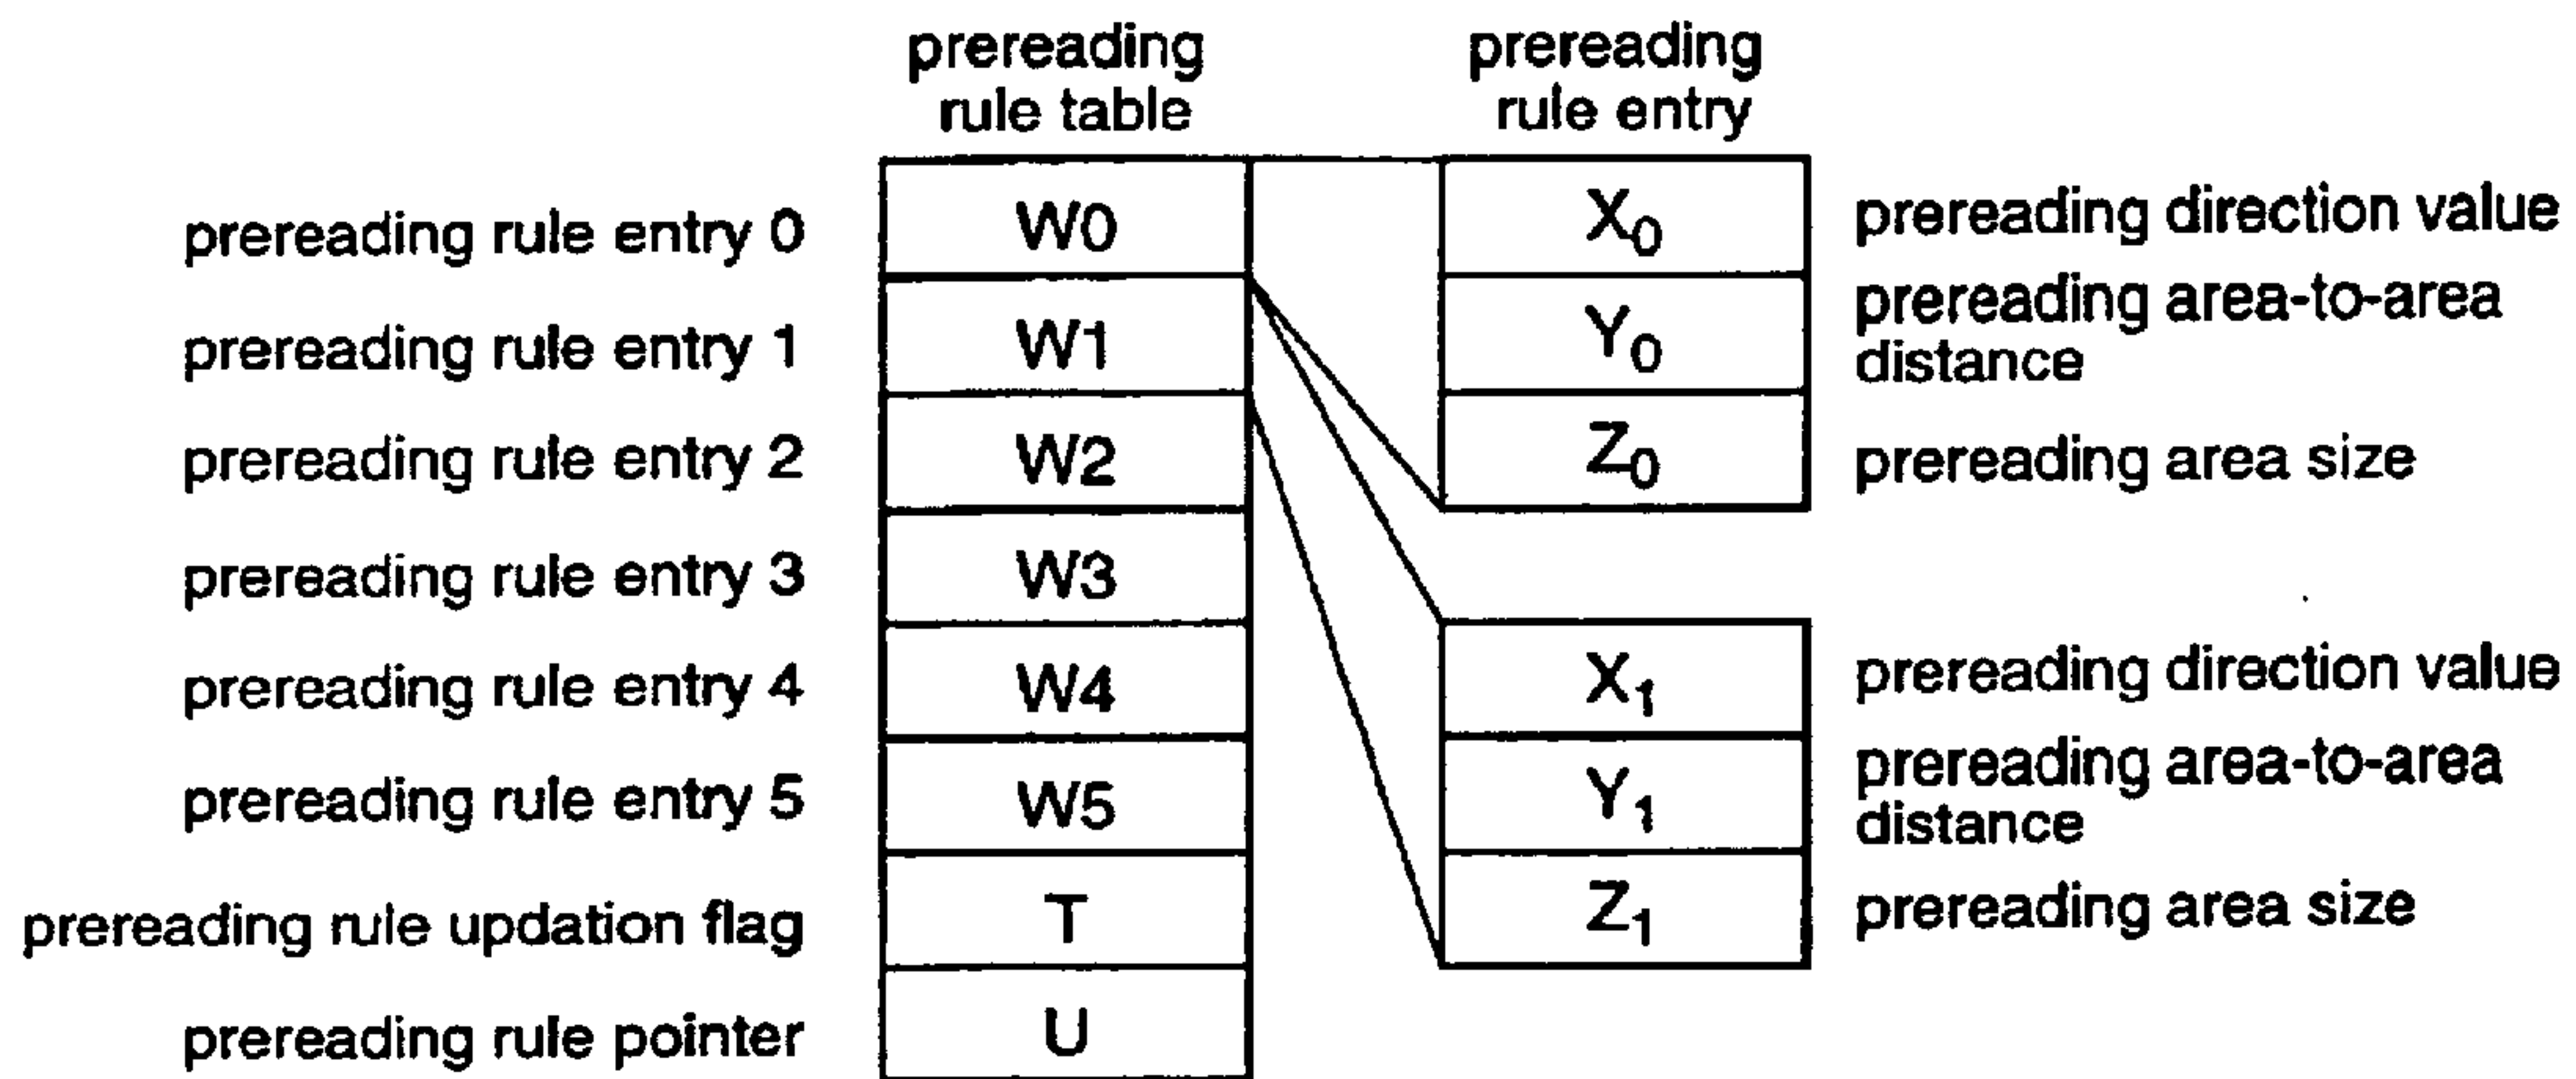 prereading
rule table
prereading
rule entry
prereading rule entry 0
W0
X₀
prereading direction value
prereading rule entry 1
W1
Y₀
prereading area-to-area
distance
prereading rule entry 2
W2
Z₀
prereading area size
prereading rule entry 3
W3
prereading rule entry 4
W4
X₁
prereading direction value
prereading rule entry 5
W5
Y₁
prereading area-to-area
distance
prereading rule updation flag
T
Z₁
prereading area size
prereading rule pointer
U